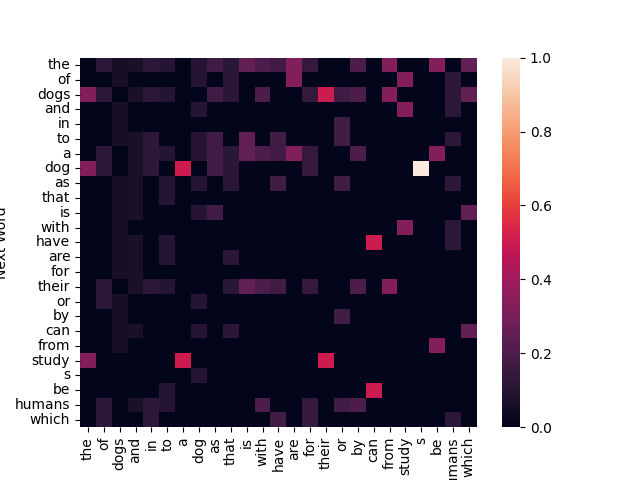 the
of
dogs
and
in
to
a
dog
as
that
is
with
have
are
for
their
or
by
can
from
study
s
be
humans
which
Next Word
the
of
dogs
and
in
to
a
dog
as
that
is
with
have
are
for
their
or
by
can
from
study
s
be
umans
which
1.0
0.8
0.6
0.4
0.2
0.0